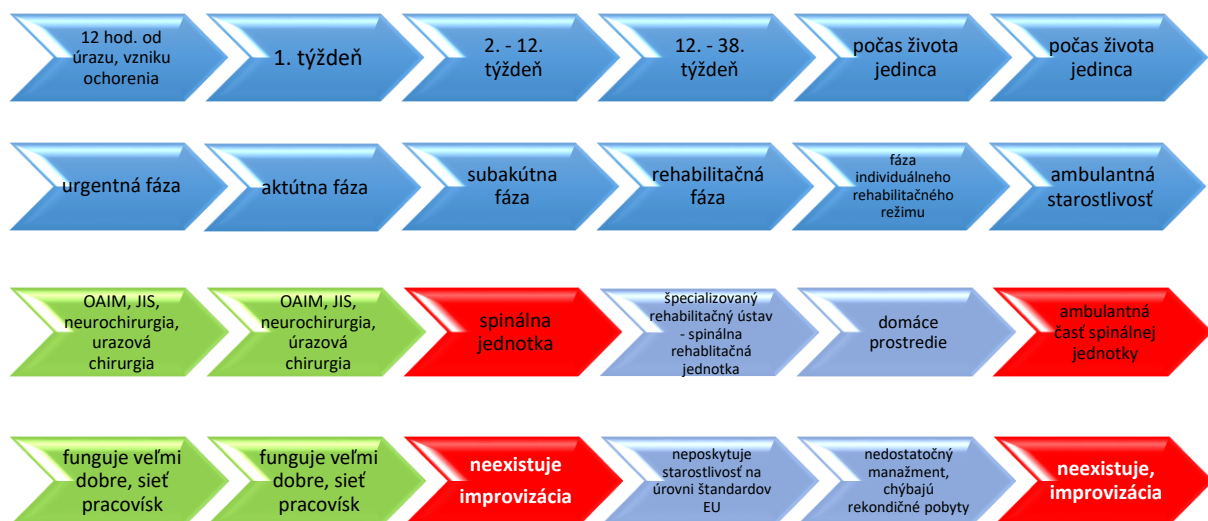 12 hod. od
úrazu, vzniku
ochorenia
1. týždeň
2. - 12.
týždeň
12. - 38.
týždeň
počas života
jedinca
počas života
jedinca
urgentná fáza
aktútna fáza
subakútna
fáza
rehabilitačná
fáza
fáza
individuálneho
rehabilitačného
režimu
ambulantná
starostlivosť
OAIM, JIS,
neurochirurgia,
urazová
chirurgia
OAIM, JIS,
neurochirurgia,
úrazová
chirurgia
spinálna
jednotka
špecializovaný
rehabilitačný ústav
- spinálna
rehablitačná
jednotka
domáce
prostredie
ambulantná
časť spinálnej
jednotky
funguje veľmi
dobre, sieť
pracovísk
funguje veľmi
dobre, sieť
pracovísk
neexistuje
improvizácia
neposkytuje
starostlivosť na
úrovni štandardov
EU
nedostatočný
manažment,
chýbajú
rekondičné pobyty
neexistuje,
improvizácia